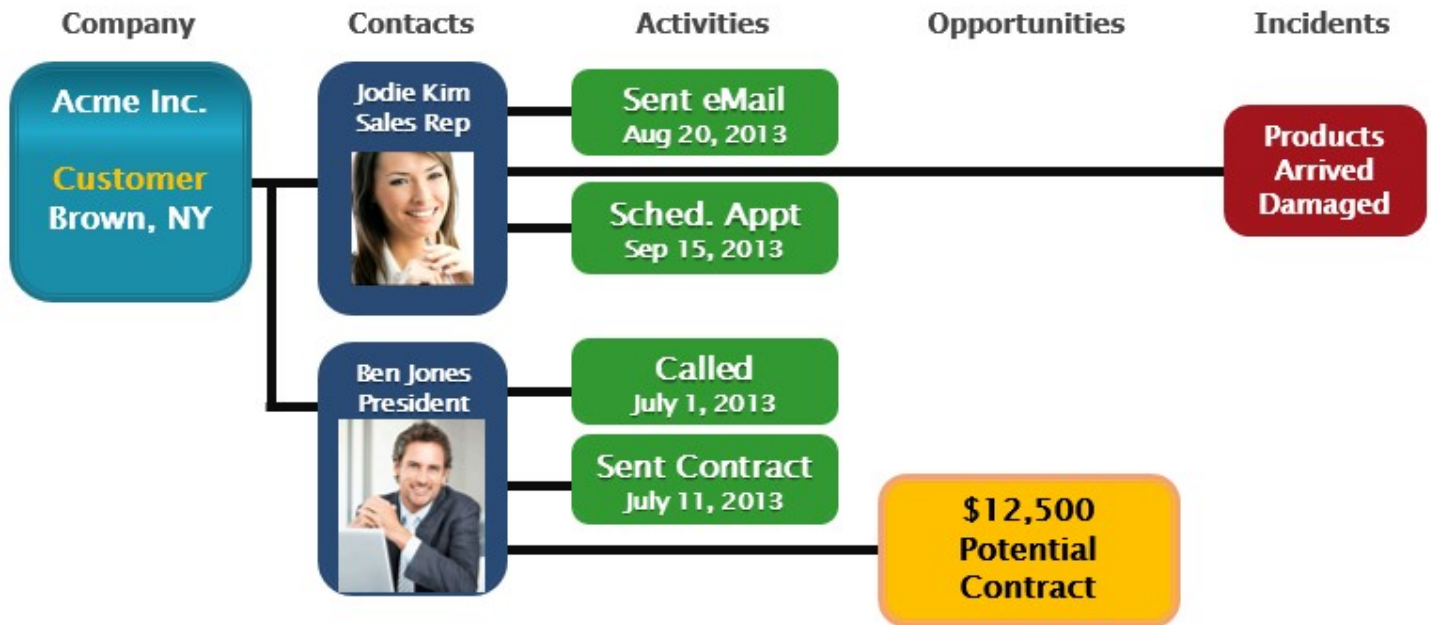 Company
Contacts
Activities
Opportunities
Incidents
Acme Inc.
Customer
Brown, NY
Jodie Kim
Sales Rep
Sent eMail
Aug 20, 2013
Sched. Appt
Sep 15, 2013
Products
Arrived
Damaged
Ben Jones
President
Called
July 1, 2013
Sent Contract
July 11, 2013
$12,500
Potential
Contract